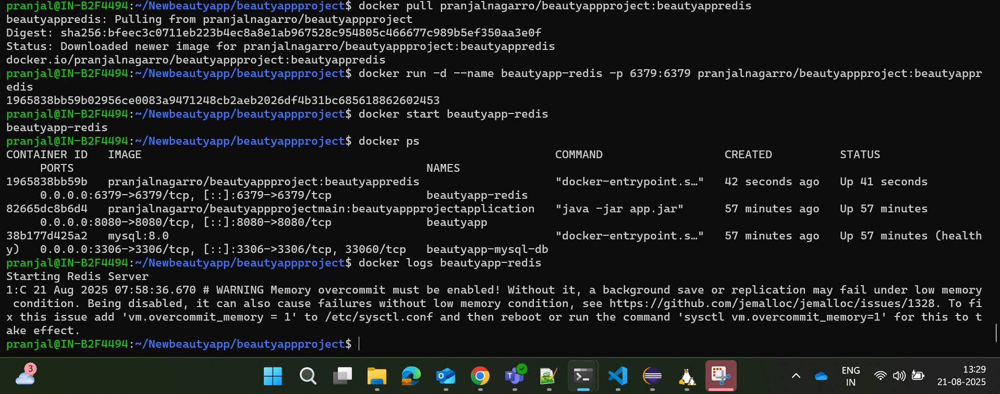 pranjal@IN-B2F4494:~/Newbeautyapp/beautyappproject$ docker pull pranjalnagarro/beautyappproject:beautyappredis
beautyappredis: Pulling from pranjalnagarro/beautyappproject
Digest: sha256:bfeec3c0711eb223b4ec8a8e1ab967528c954805c466677c989b5ef350aa3e0f
Status: Downloaded newer image for pranjalnagarro/beautyappproject:beautyappredis
docker.io/pranjalnagarro/beautyappproject:beautyappredis
pranjal@IN-B2F4494:~/Newbeautyapp/beautyappproject$ docker run -d --name beautyapp-redis -p 6379:6379 pranjalnagarro/beautyappproject:beautyappr
edis
1965838bb59b02956ce0083a9471248cb2aeb2026df4b31bc685618862602453
pranjal@IN-B2F4494:~/Newbeautyapp/beautyappproject$ docker start beautyapp-redis
beautyapp-redis
pranjal@IN-B2F4494:~/Newbeautyapp/beautyappproject$ docker ps
CONTAINER ID   IMAGE                                                             COMMAND                  CREATED          STATUS
     PORTS                                                    NAMES
1965838bb59b   pranjalnagarro/beautyappproject:beautyappredis                    "docker-entrypoint.s…"   42 seconds ago   Up 41 seconds
     0.0.0.0:6379->6379/tcp, [::]:6379->6379/tcp              beautyapp-redis
82665dc8b6d4   pranjalnagarro/beautyappprojectmain:beautyappprojectapplication   "java -jar app.jar"      57 minutes ago   Up 57 minutes
     0.0.0.0:8080->8080/tcp, [::]:8080->8080/tcp              beautyapp
38b177d425a2   mysql:8.0                                                         "docker-entrypoint.s…"   57 minutes ago   Up 57 minutes (health
y)   0.0.0.0:3306->3306/tcp, [::]:3306->3306/tcp, 33060/tcp   beautyapp-mysql-db
pranjal@IN-B2F4494:~/Newbeautyapp/beautyappproject$ docker logs beautyapp-redis
Starting Redis Server
1:C 21 Aug 2025 07:58:36.670 # WARNING Memory overcommit must be enabled! Without it, a background save or replication may fail under low memory
 condition. Being disabled, it can also cause failures without low memory condition, see https://github.com/jemalloc/jemalloc/issues/1328. To fi
x this issue add 'vm.overcommit_memory = 1' to /etc/sysctl.conf and then reboot or run the command 'sysctl vm.overcommit_memory=1' for this to t
ake effect.
pranjal@IN-B2F4494:~/Newbeautyapp/beautyappproject$
3
ENG
IN
13:29
21-08-2025